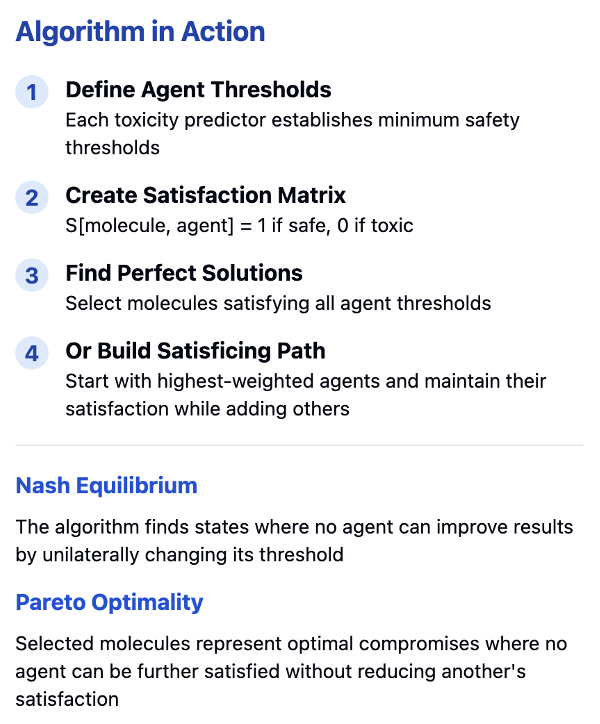 Algorithm in Action
1
Define Agent Thresholds
Each toxicity predictor establishes minimum safety
thresholds
2
Create Satisfaction Matrix
S[molecule, agent] = 1 if safe, 0 if toxic
3
Find Perfect Solutions
Select molecules satisfying all agent thresholds
4
Or Build Satisficing Path
Start with highest-weighted agents and maintain their
satisfaction while adding others
Nash Equilibrium
The algorithm finds states where no agent can improve results
by unilaterally changing its threshold
Pareto Optimality
Selected molecules represent optimal compromises where no
agent can be further satisfied without reducing another's
satisfaction